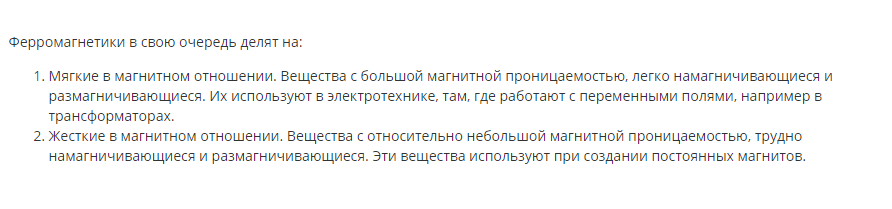 Ферромагнетики в свою очередь делят на:
1. Мягкие в магнитном отношении. Вещества с большой магнитной проницаемостью, легко намагничивающиеся и
размагничивающиеся. Их используют в электротехнике, там, где работают с переменными полями, например в
трансформаторах.
2. Жесткие в магнитном отношении. Вещества с относительно небольшой магнитной проницаемостью, трудно
намагничивающиеся и размагничивающиеся. Эти вещества используют при создании постоянных магнитов.